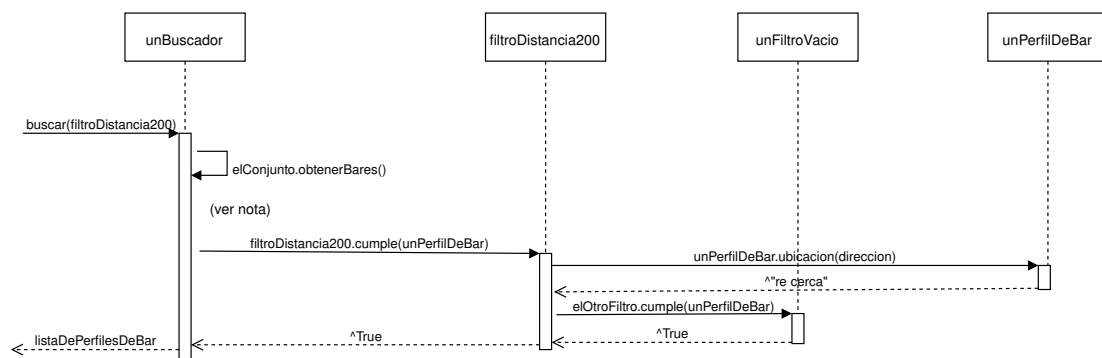 unBuscador
filtroDistancia200
unFiltroVacio
unPerfilDeBar
buscar(filtroDistancia200)
elConjunto.obtenerBares()
(ver nota)
filtroDistancia200.cumple(unPerfilDeBar)
unPerfilDeBar.ubicacion(direccion)
^"re cerca"
elOtroFiltro.cumple(unPerfilDeBar)
^True
^True
listaDePerfilesDeBar